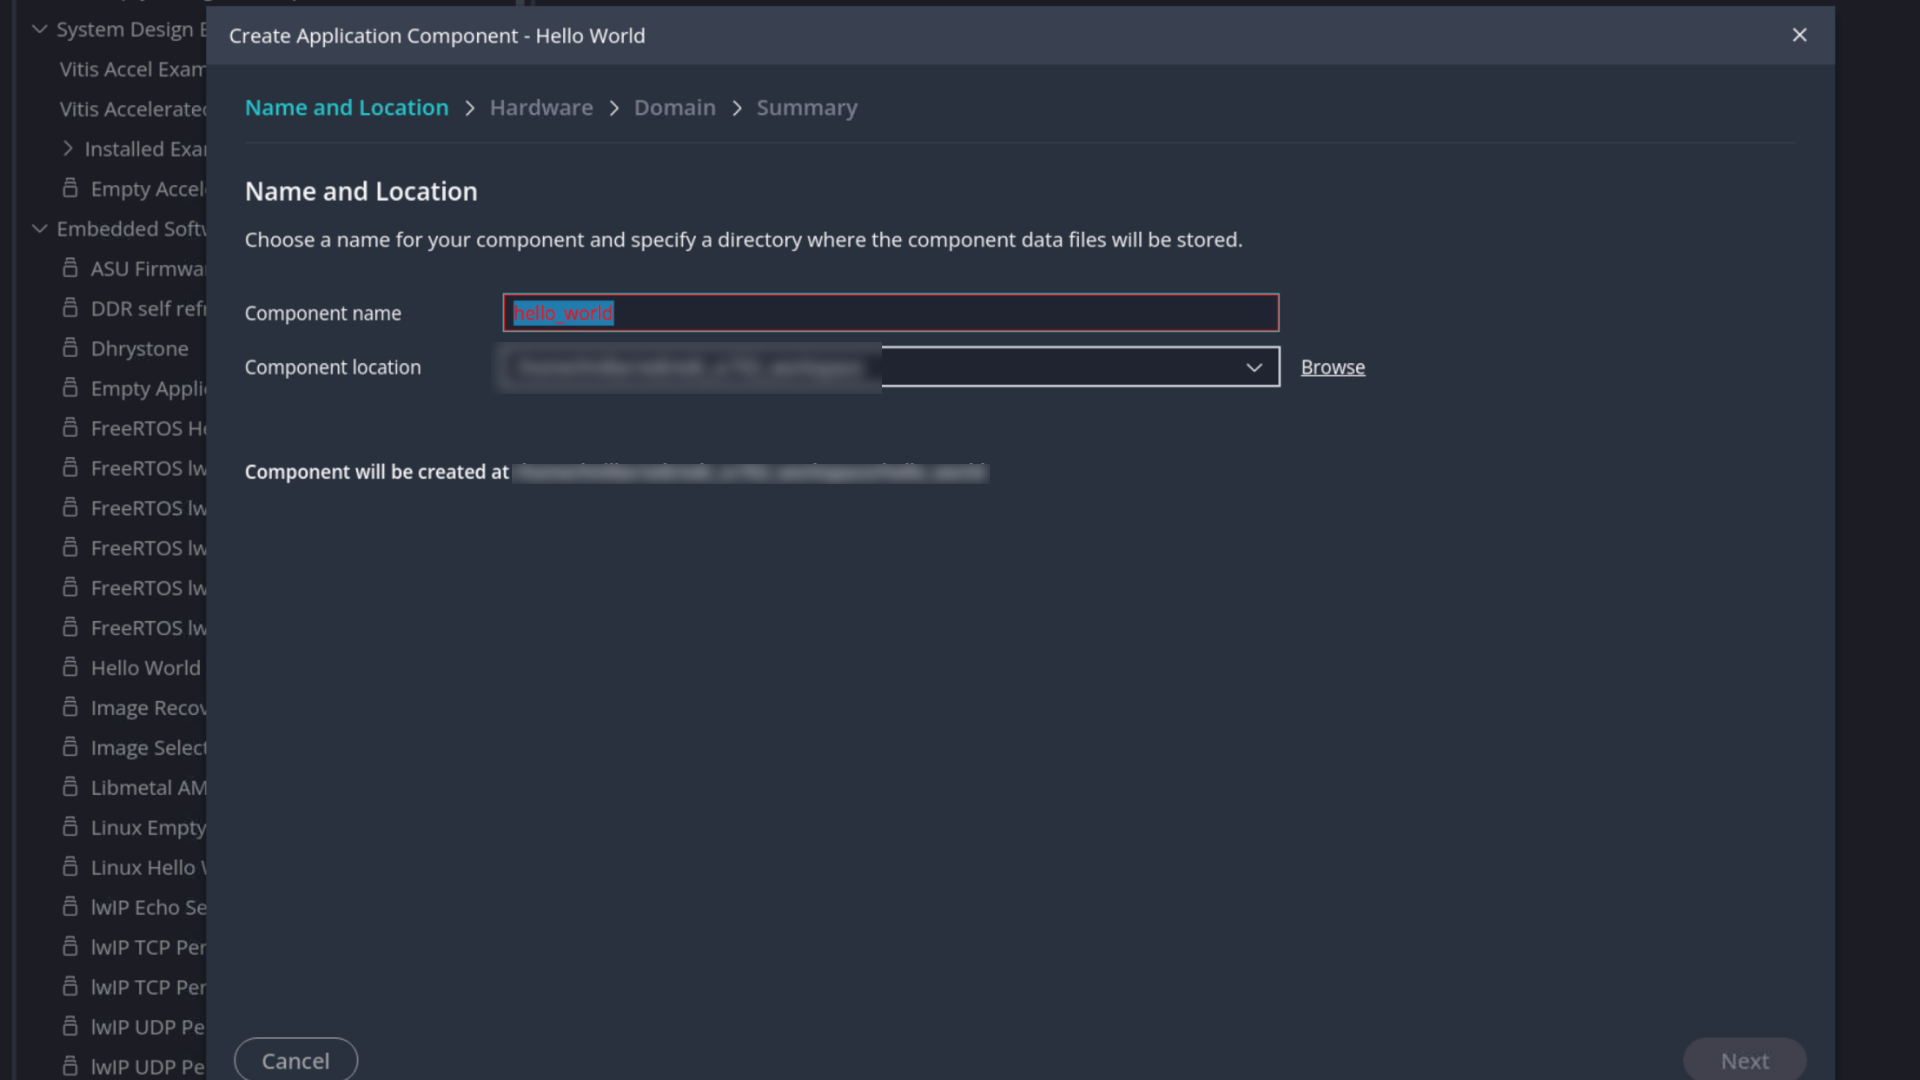 Create Application Component - Hello World
Name and Location > Hardware > Domain > Summary
Name and Location
Choose a name for your component and specify a directory where the component data files will be stored.
Component name
hello_world
Component location
Browse
Component will be created at
Cancel
Next
System Design E
Vitis Accel Exam
Vitis Accelerated
Installed Exa
Empty Accel
Embedded Softw
ASU Firmwar
DDR self refr
Dhrystone
Empty Applic
FreeRTOS He
FreeRTOS lw
FreeRTOS lw
FreeRTOS lw
FreeRTOS lw
FreeRTOS lw
Hello World
Image Recov
Image Select
Libmetal AM
Linux Empty
Linux Hello W
lwIP Echo Se
lwIP TCP Per
lwIP TCP Per
lwIP UDP Pe
lwIP UDP Pe